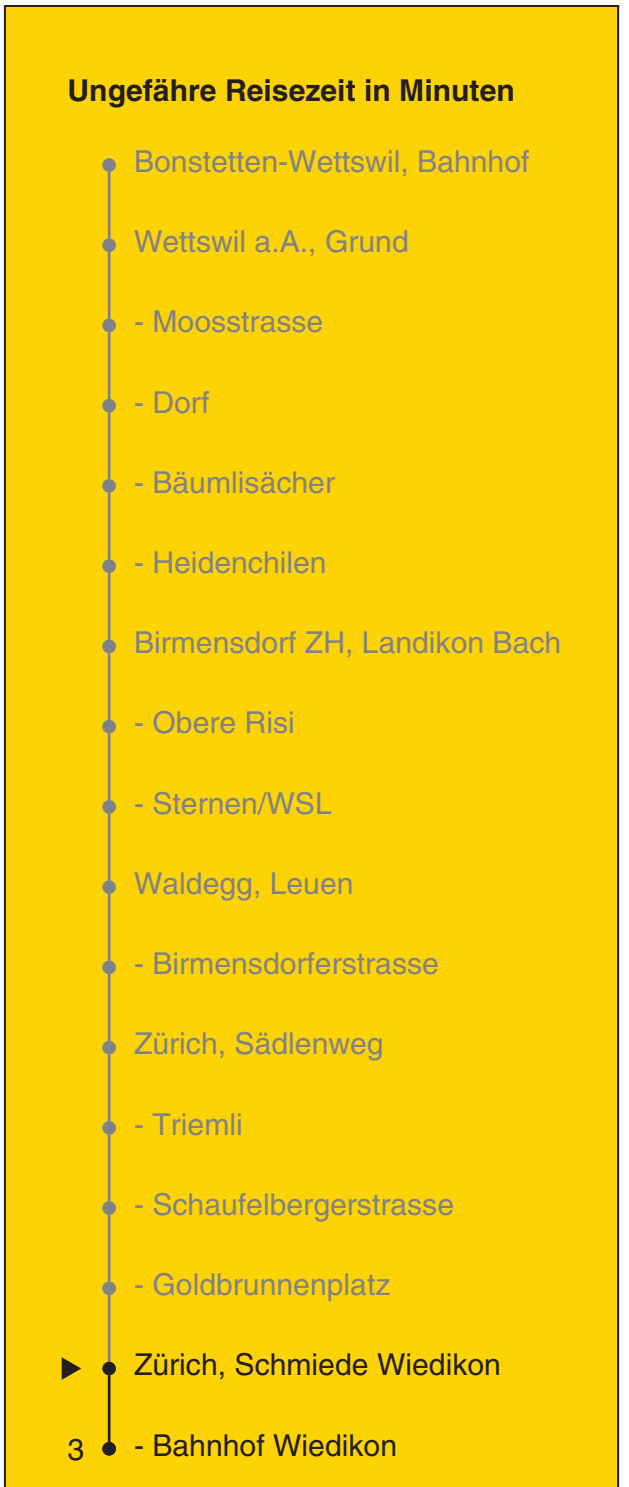 Ungefähre Reisezeit in Minuten
Bonstetten-Wettswil, Bahnhof
Wettswil a.A., Grund
- Moosstrasse
- Dorf
- Bäumlisächer
- Heidenchilen
Birmensdorf ZH, Landikon Bach
- Obere Risi
- Sternen/WSL
Waldegg, Leuen
- Birmensdorferstrasse
Zürich, Sädlenweg
- Triemli
- Schaufelbergerstrasse
- Goldbrunnenplatz
Zürich, Schmiede Wiedikon
3 - Bahnhof Wiedikon